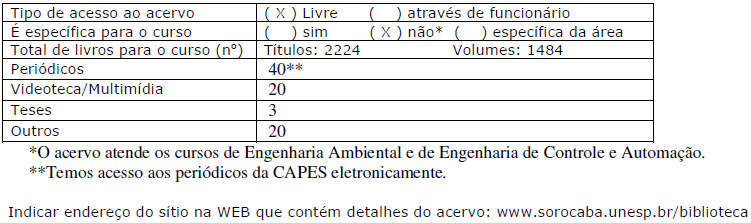 Tipo de acesso ao acervo ( X ) Livre (   ) através de funcionário
É específica para o curso (   ) sim ( X ) não* (   ) específica da área
Total de livros para o curso (n°) Títulos: 2224 Volumes: 1484
Periódicos 40**
Videoteca/Multimídia 20
Teses 3
Outros 20
*O acervo atende os cursos de Engenharia Ambiental e de Engenharia de Controle e Automação.
**Temos acesso aos periódicos da CAPES eletronicamente.
Indicar endereço do sítio na WEB que contém detalhes do acervo: www.sorocaba.unesp.br/biblioteca